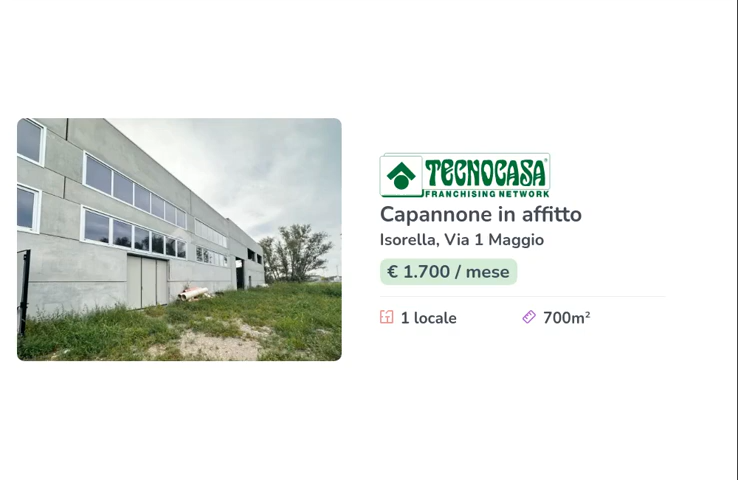 TECNOCASA
FRANCHISING NETWORK
Capannone in affitto
Isorella, Via 1 Maggio
€ 1.700 / mese
1 locale
700m²